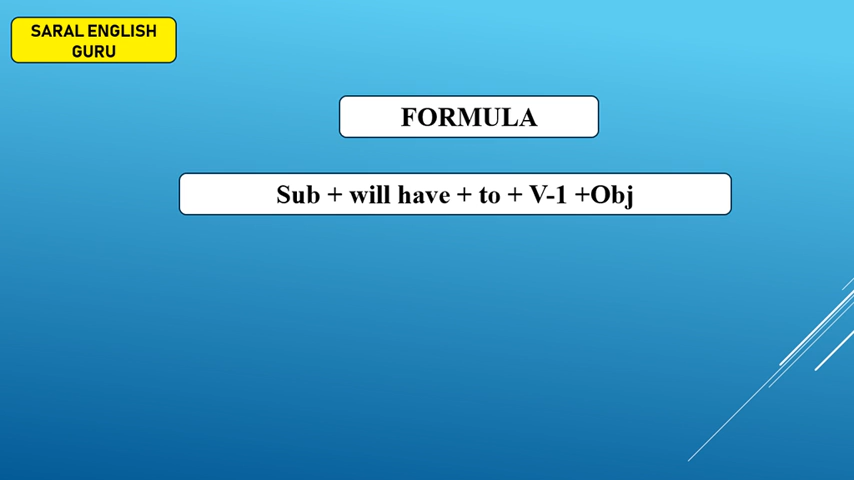 SARAL ENGLISH
GURU
FORMULA
Sub + will have + to + V-1 +Obj